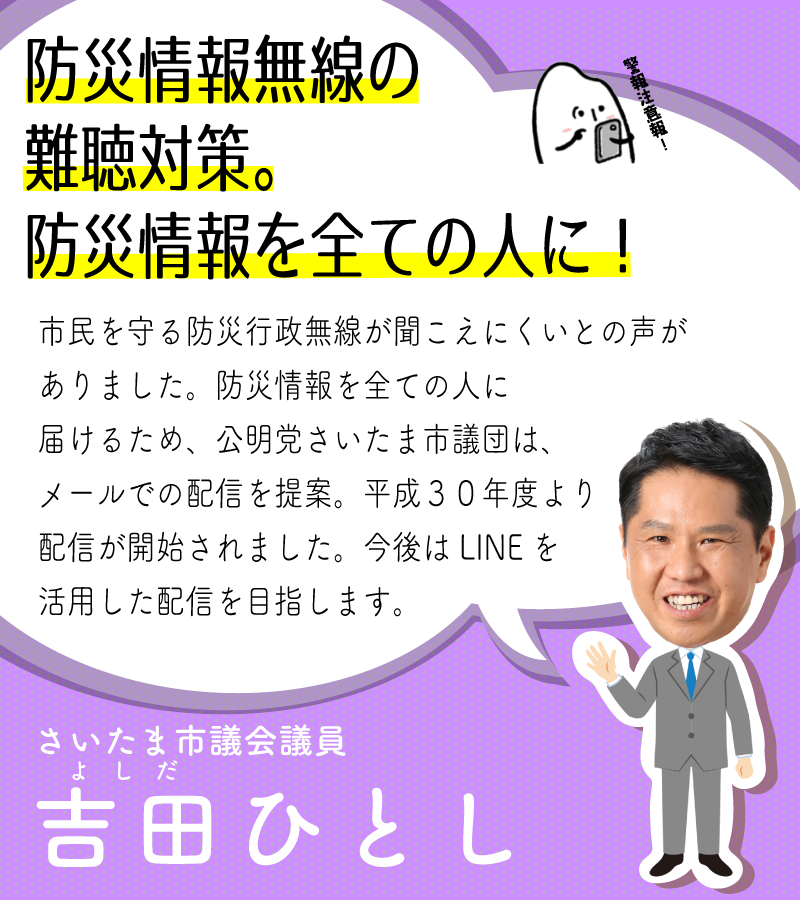 防災情報無線の
難聴対策。
防災情報を全ての人に！
警報注意報！
市民を守る防災行政無線が聞こえにくいとの声が
ありました。防災情報を全ての人に
届けるため、公明党さいたま市議団は、
メールでの配信を提案。平成３０年度より
配信が開始されました。今後は LINE を
活用した配信を目指します。
さいたま市議会議員
よしだ
吉田ひとし